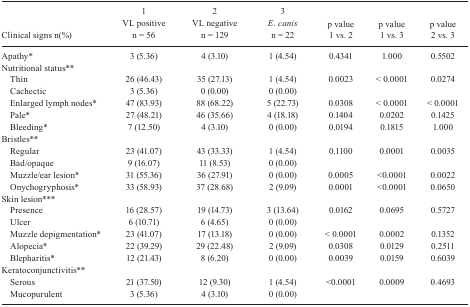 1 2 3
VL positive VL negative E. canis p value p value p value
Clinical signs n(%) n = 56 n = 129 n = 22 1 vs. 2 1 vs. 3 2 vs. 3
Apathy* 3 (5.36) 4 (3.10) 1 (4.54) 0.4341 1.000 0.5502
Nutritional status**
Thin 26 (46.43) 35 (27.13) 1 (4.54) 0.0023 < 0.0001 0.0274
Cachectic 3 (5.36) 0 (0.00) 0 (0.00)
Enlarged lymph nodes* 47 (83.93) 88 (68.22) 5 (22.73) 0.0308 < 0.0001 < 0.0001
Pale* 27 (48.21) 46 (35.66) 4 (18.18) 0.1404 0.0202 0.1425
Bleeding* 7 (12.50) 4 (3.10) 0 (0.00) 0.0194 0.1815 1.000
Bristles**
Regular 23 (41.07) 43 (33.33) 1 (4.54) 0.1100 0.0001 0.0035
Bad/opaque 9 (16.07) 11 (8.53) 0 (0.00)
Muzzle/ear lesion* 31 (55.36) 36 (27.91) 0 (0.00) 0.0005 <0.0001 0.0022
Onychogryphosis* 33 (58.93) 37 (28.68) 2 (9.09) 0.0001 <0.0001 0.0650
Skin lesion***
Presence 16 (28.57) 19 (14.73) 3 (13.64) 0.0162 0.0695 0.5727
Ulcer 6 (10.71) 6 (4.65) 0 (0.00)
Muzzle depigmentation* 23 (41.07) 17 (13.18) 0 (0.00) < 0.0001 0.0002 0.1352
Alopecia* 22 (39.29) 29 (22.48) 2 (9.09) 0.0308 0.0129 0.2511
Blepharitis* 12 (21.43) 8 (6.20) 0 (0.00) 0.0039 0.0159 0.6039
Keratoconjunctivitis**
Serous 21 (37.50) 12 (9.30) 1 (4.54) <0.0001 0.0009 0.4693
Mucopurulent 3 (5.36) 4 (3.10) 0 (0.00)